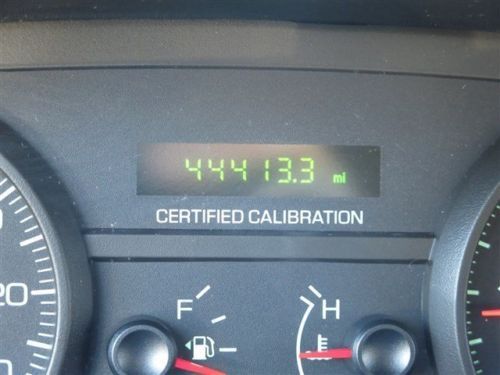 44413.3 mi
CERTIFIED CALIBRATION
F H
20